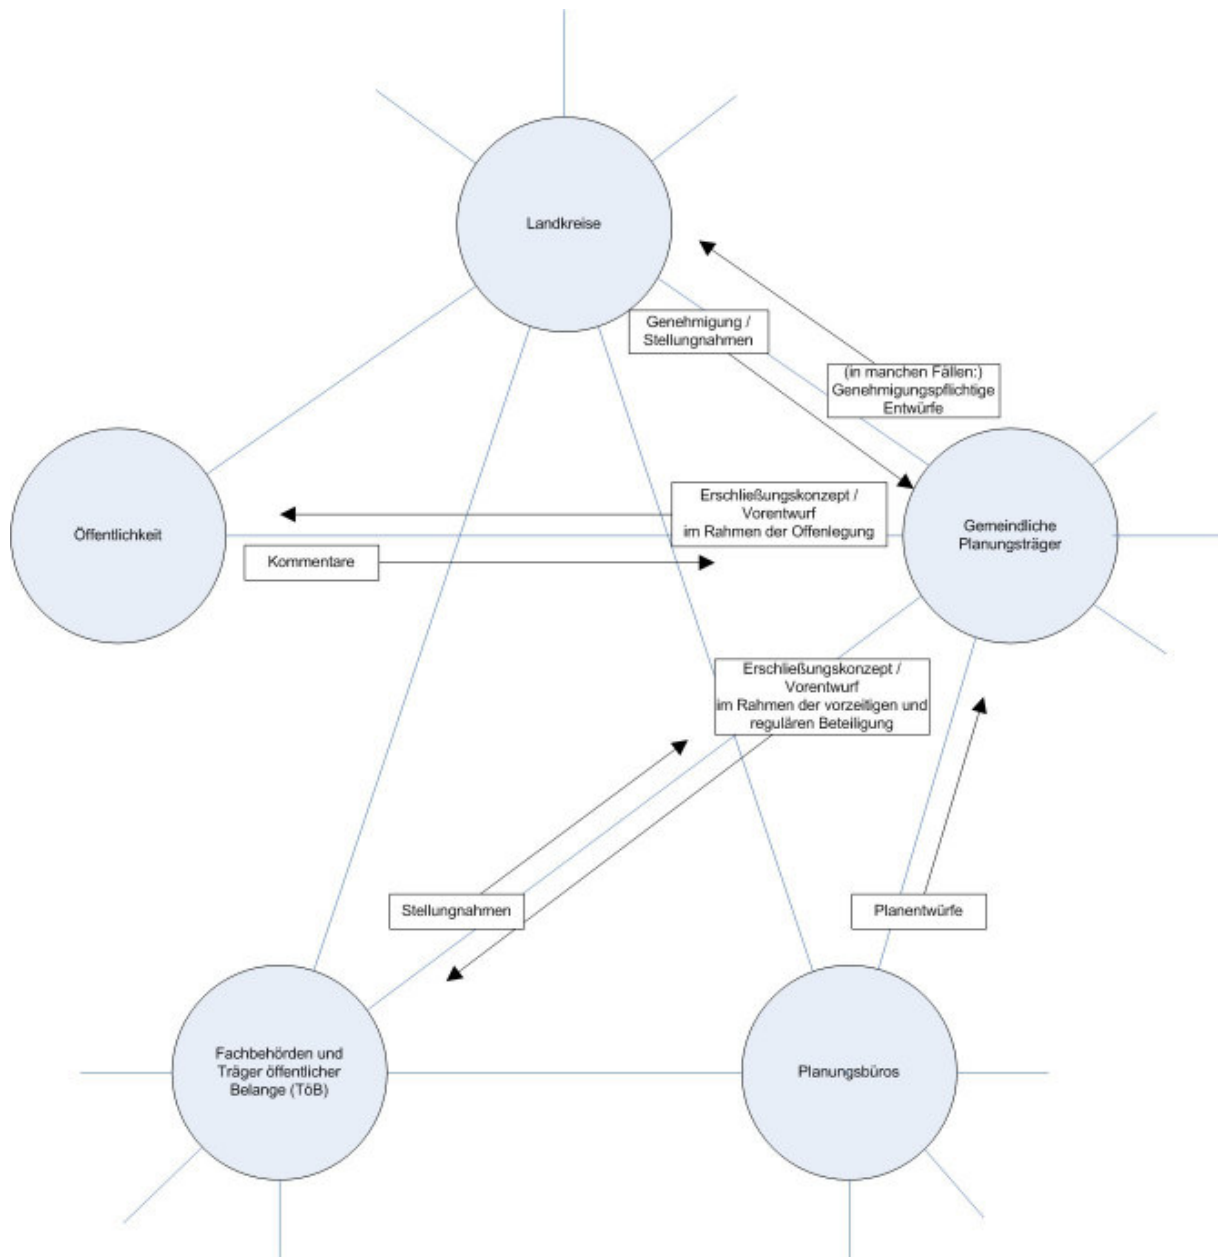 Landkreise
Genehmigung /
Stellungnahmen
(in manchen Fällen:)
Genehmigungspflichtige
Entwürfe
Öffentlichkeit
Erschließungskonzept /
Vorentwurf
im Rahmen der Offenlegung
Gemeindliche
Planungsträger
Kommentare
Erschließungskonzept /
Vorentwurf
im Rahmen der vorzeitigen und
regulären Beteiligung
Stellungnahmen
Planentwürfe
Fachbehörden und
Träger öffentlicher
Belange (TöB)
Planungsbüros